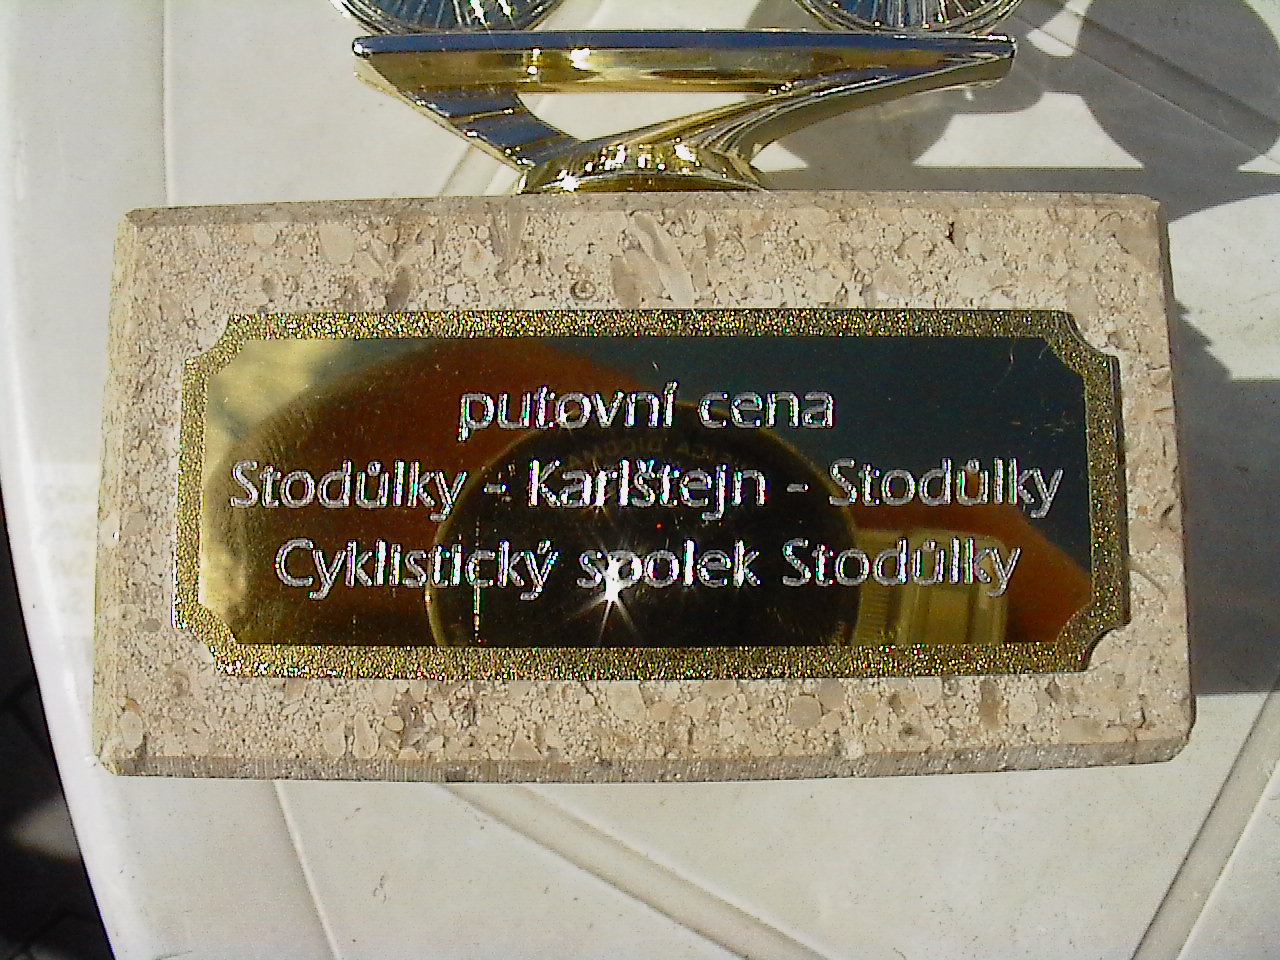 putovní cena
Stodůlky - Karlštejn - Stodůlky
Cyklistický spolek Stodůlky